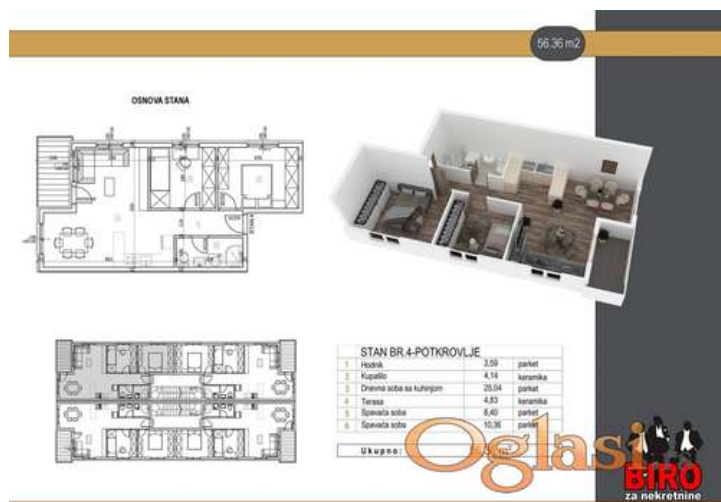 56,36 m2
OSNOVA STANA
STAN BR.4-POTKROVLJE
1 Hodnik 3,59 parket
2 Kupatilo 4,14 keramika
3 Dnevna soba sa kuhinjom 25,04 parket
4 Terasa 4,83 keramika
5 Spavaća soba 8,40 parket
6 Spavaća soba 10,36 parket
Ukupno:
Oglasi
BIRO
za nekretnine